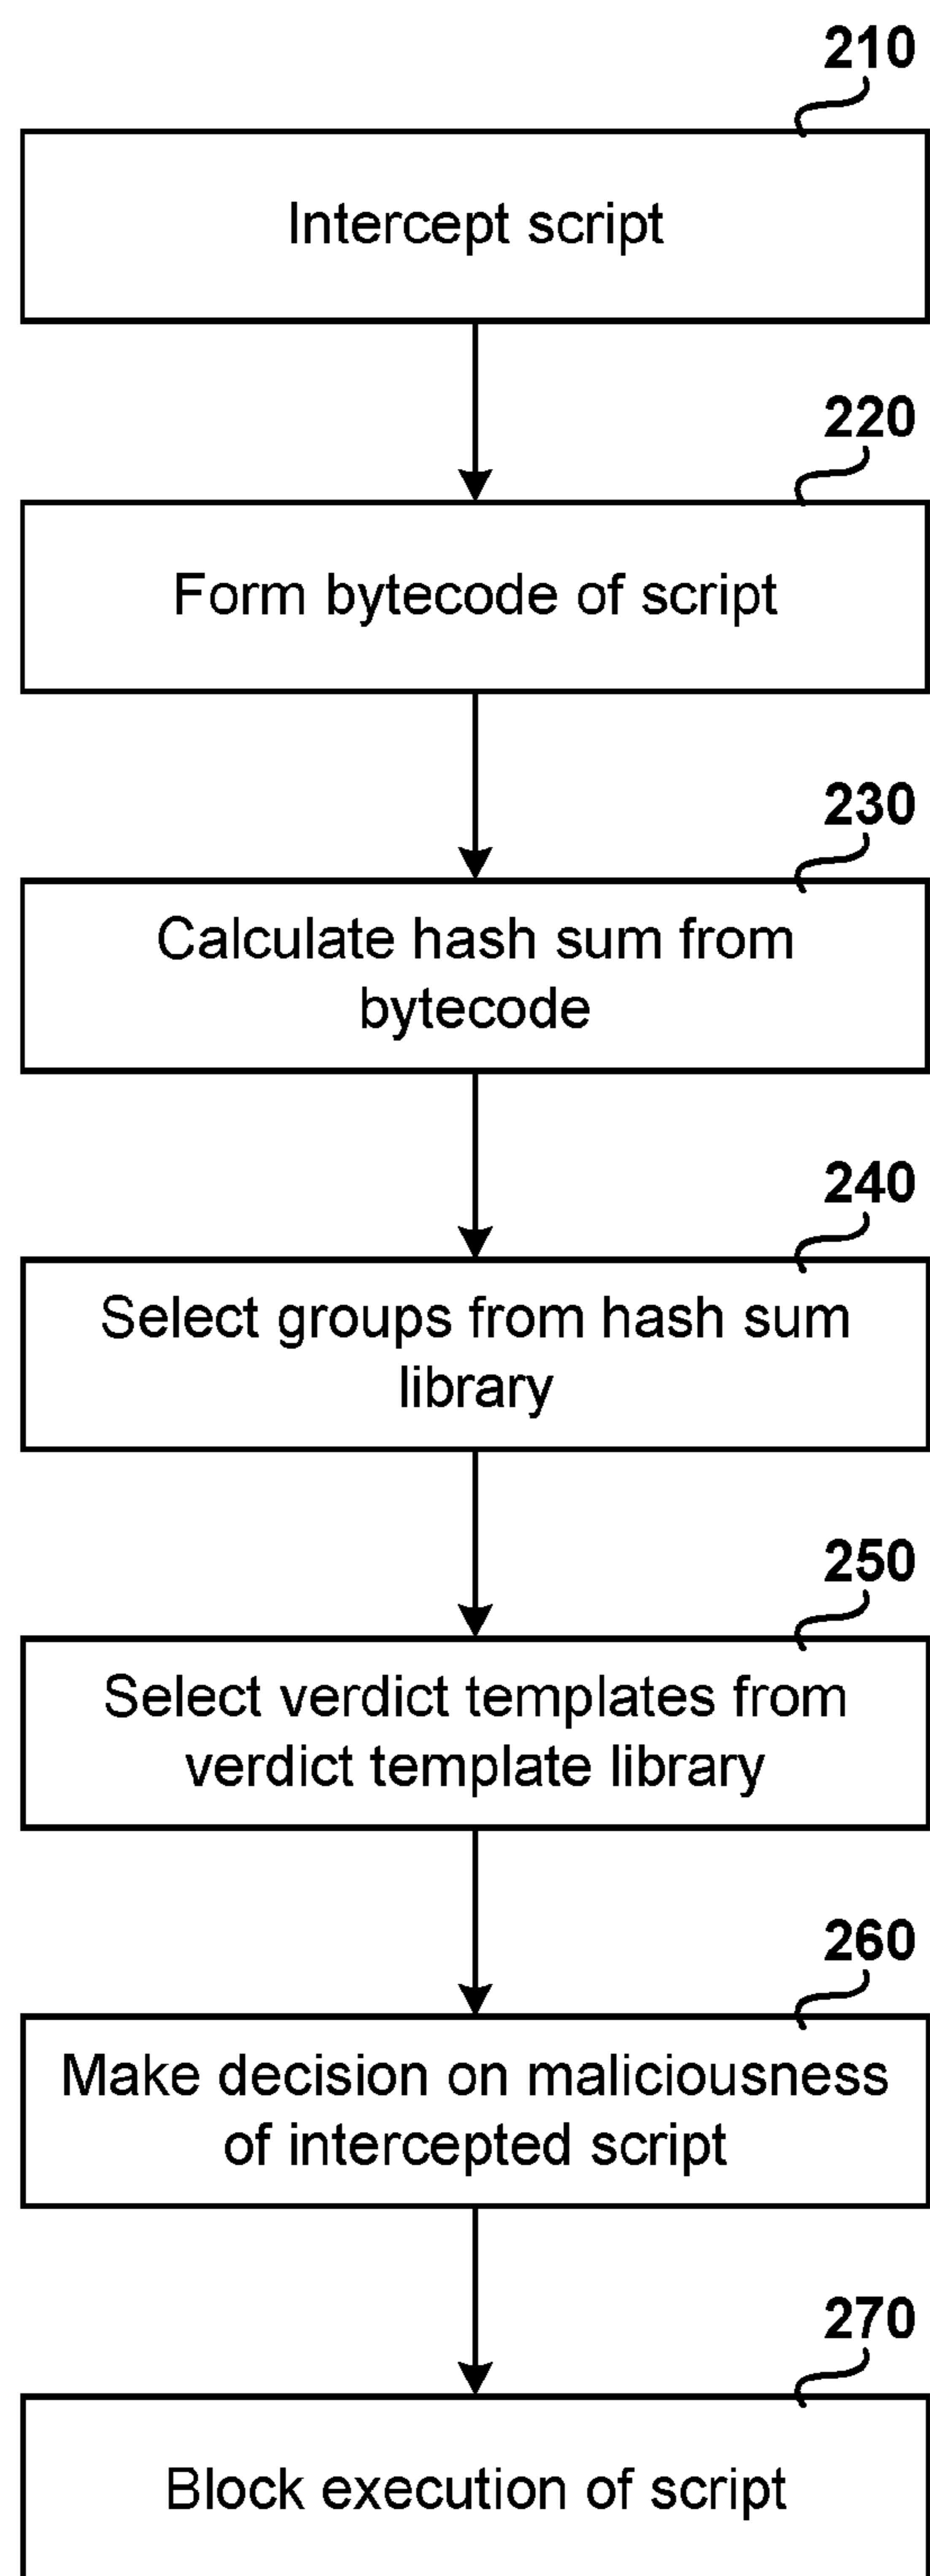 210
Intercept script
220
Form bytecode of script
230
Calculate hash sum from
bytecode
240
Select groups from hash sum
library
250
Select verdict templates from
verdict template library
260
Make decision on maliciousness
of intercepted script
270
Block execution of script